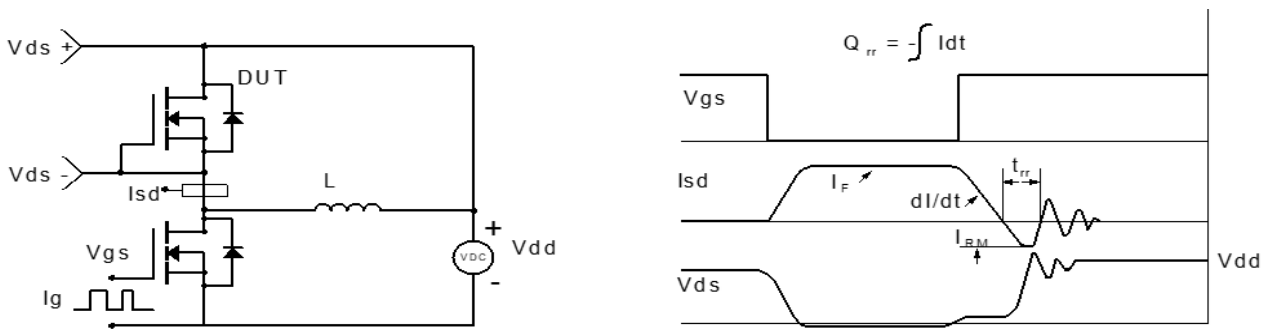 Vds +
DUT
Vds -
Isd
L
Vgs
Ig
VDC
+
-
Vdd
Q rr = -∫ Idt
Vgs
Isd
I F
dI/dt
t rr
I RM
Vds
Vdd